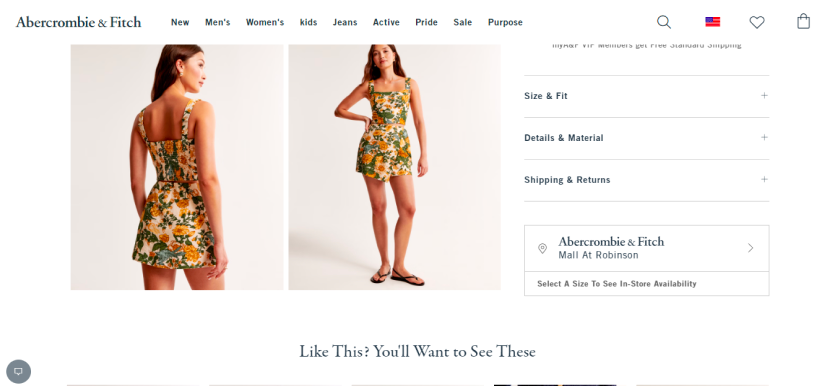 Abercrombie & Fitch
New Men's Women's kids Jeans Active Pride Sale Purpose
myA&F VIP Members get Free Standard Shipping
Size & Fit
Details & Material
Shipping & Returns
Abercrombie & Fitch
Mall At Robinson
Select A Size To See In-Store Availability
Like This? You'll Want to See These